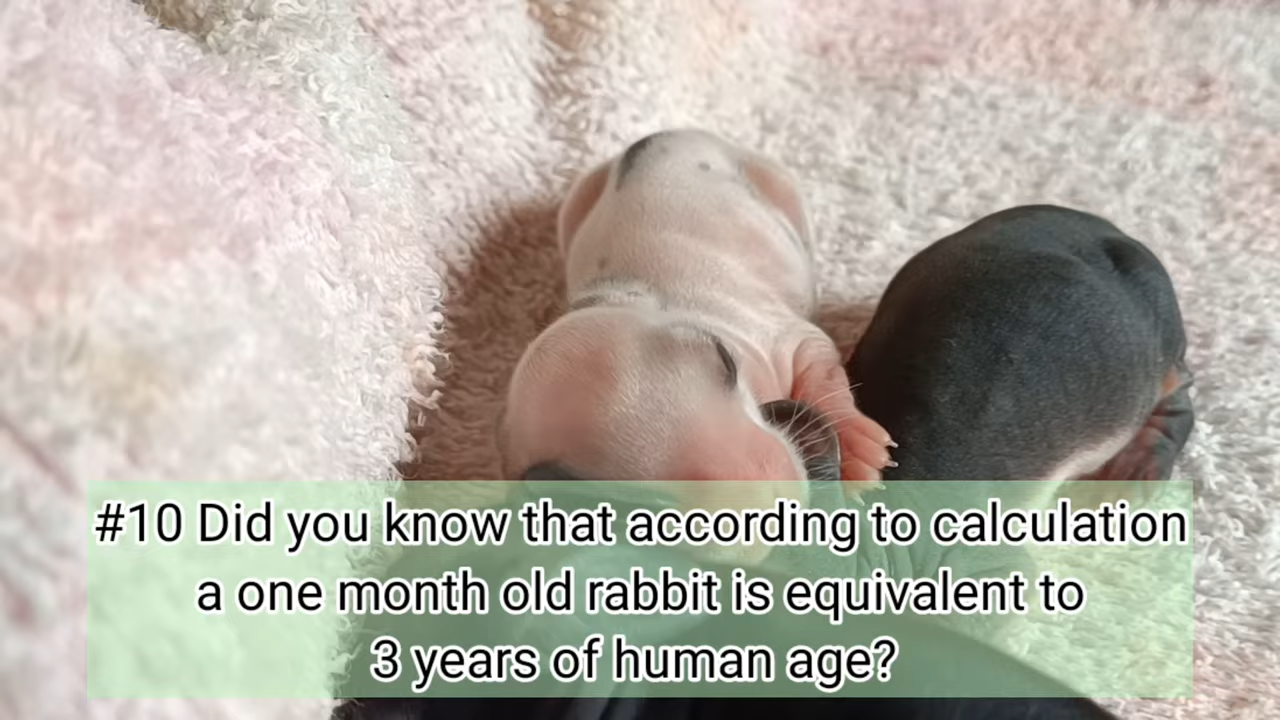 #10 Did you know that according to calculation
a one month old rabbit is equivalent to
3 years of human age?